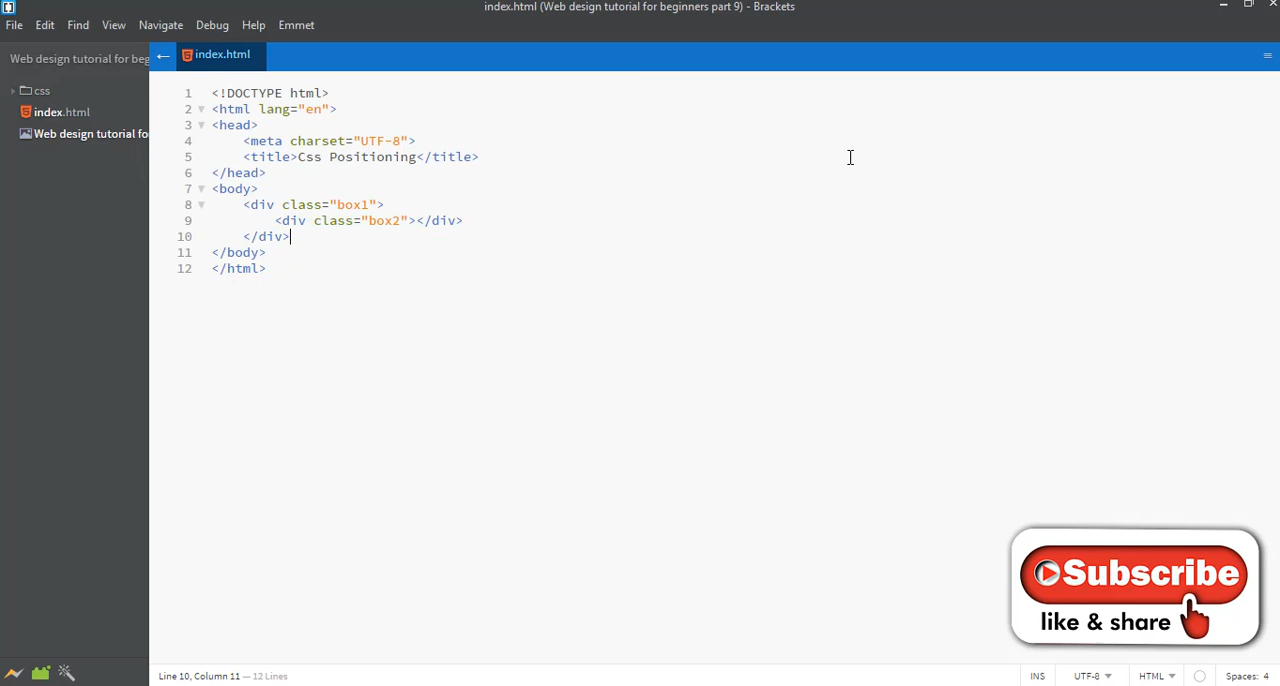 index.html (Web design tutorial for beginners part 9) - Brackets
File Edit Find View Navigate Debug Help Emmet
Web design tutorial for beg
index.html
css
index.html
Web design tutorial for bo
1 <!DOCTYPE html>
2 <html lang="en">
3 <head>
4 <meta charset="UTF-8">
5 <title>Css Positioning</title>
6 </head>
7 <body>
8 <div class="box1">
9 <div class="box2"></div>
10 </div>
11 </body>
12 </html>
Subscribe
like & share
Line 10, Column 11 — 12 Lines
INS UTF-8 HTML Spaces: 4